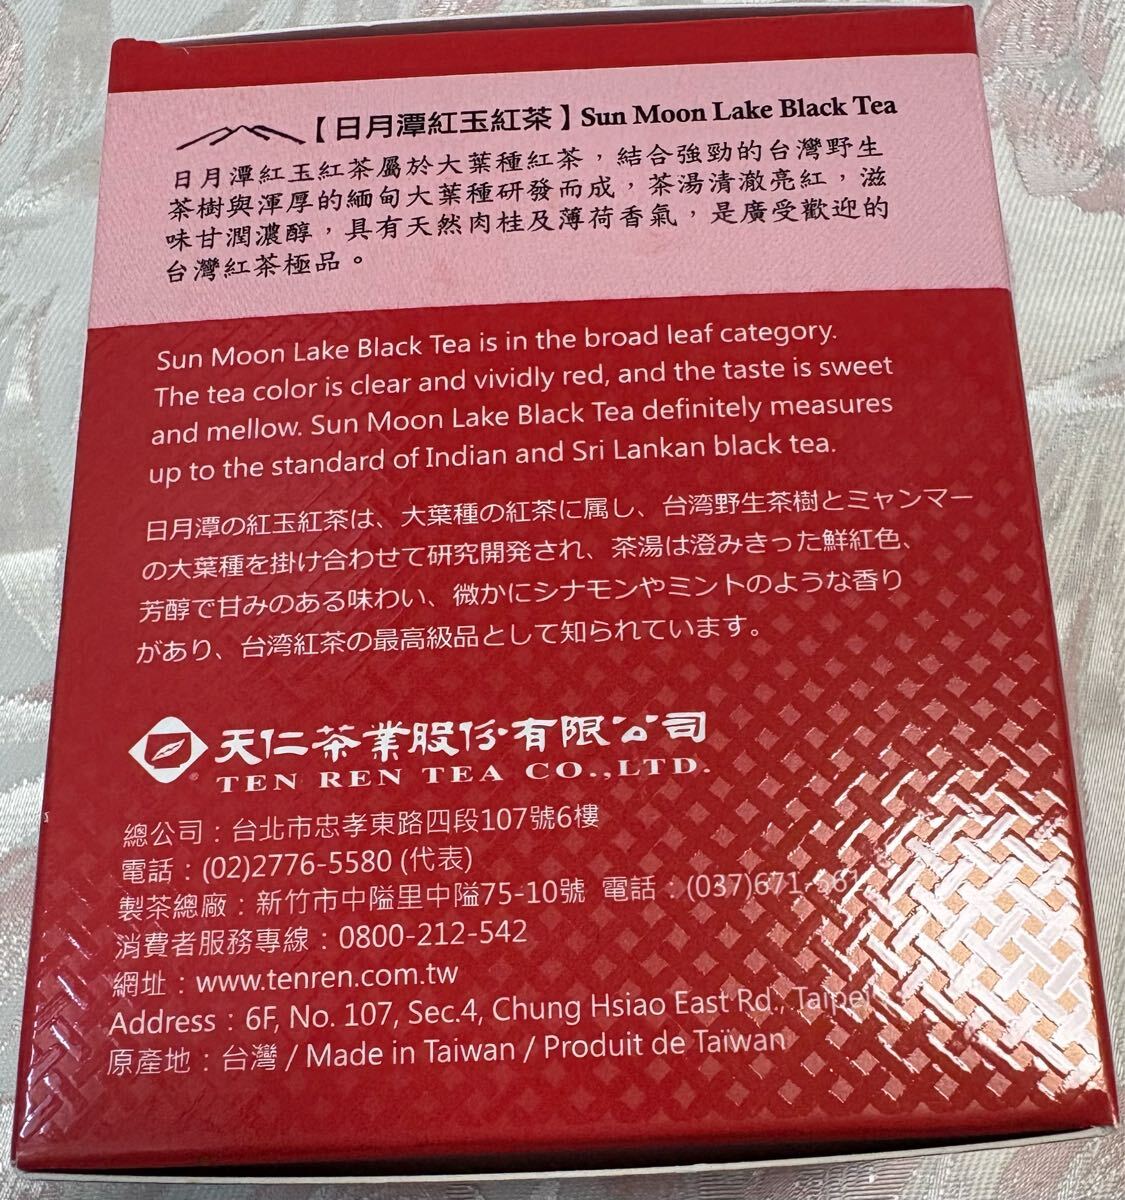 【日月潭紅玉紅茶】Sun Moon Lake Black Tea
日月潭紅玉紅茶屬於大葉種紅茶，結合強勁的台灣野生
茶樹與渾厚的緬甸大葉種研發而成，茶湯清澈亮紅，滋
味甘潤濃醇，具有天然肉桂及薄荷香氣，是廣受歡迎的
台灣紅茶極品。
Sun Moon Lake Black Tea is in the broad leaf category.
The tea color is clear and vividly red, and the taste is sweet
and mellow. Sun Moon Lake Black Tea definitely measures
up to the standard of Indian and Sri Lankan black tea.
日月潭の紅玉紅茶は、大葉種の紅茶に属し、台湾野生茶樹とミャンマー
の大葉種を掛け合わせて研究開発され、茶湯は澄みきった鮮紅色、
芳醇で甘みのある味わい、微かにシナモンやミントのような香り
があり、台湾紅茶の最高級品として知られています。
天仁茶業股份有限公司
® TEN REN TEA CO.,LTD.
總公司：台北市忠孝東路四段107號6樓
電話：(02)2776-5580 (代表)
製茶總廠：新竹市中隘里中隘75-10號 電話：(037)671-
消費者服務專線：0800-212-542
網址：www.tenren.com.tw
Address：6F, No. 107, Sec.4, Chung Hsiao East Rd., Taipei
原產地：台灣 / Made in Taiwan / Produit de Taïwan